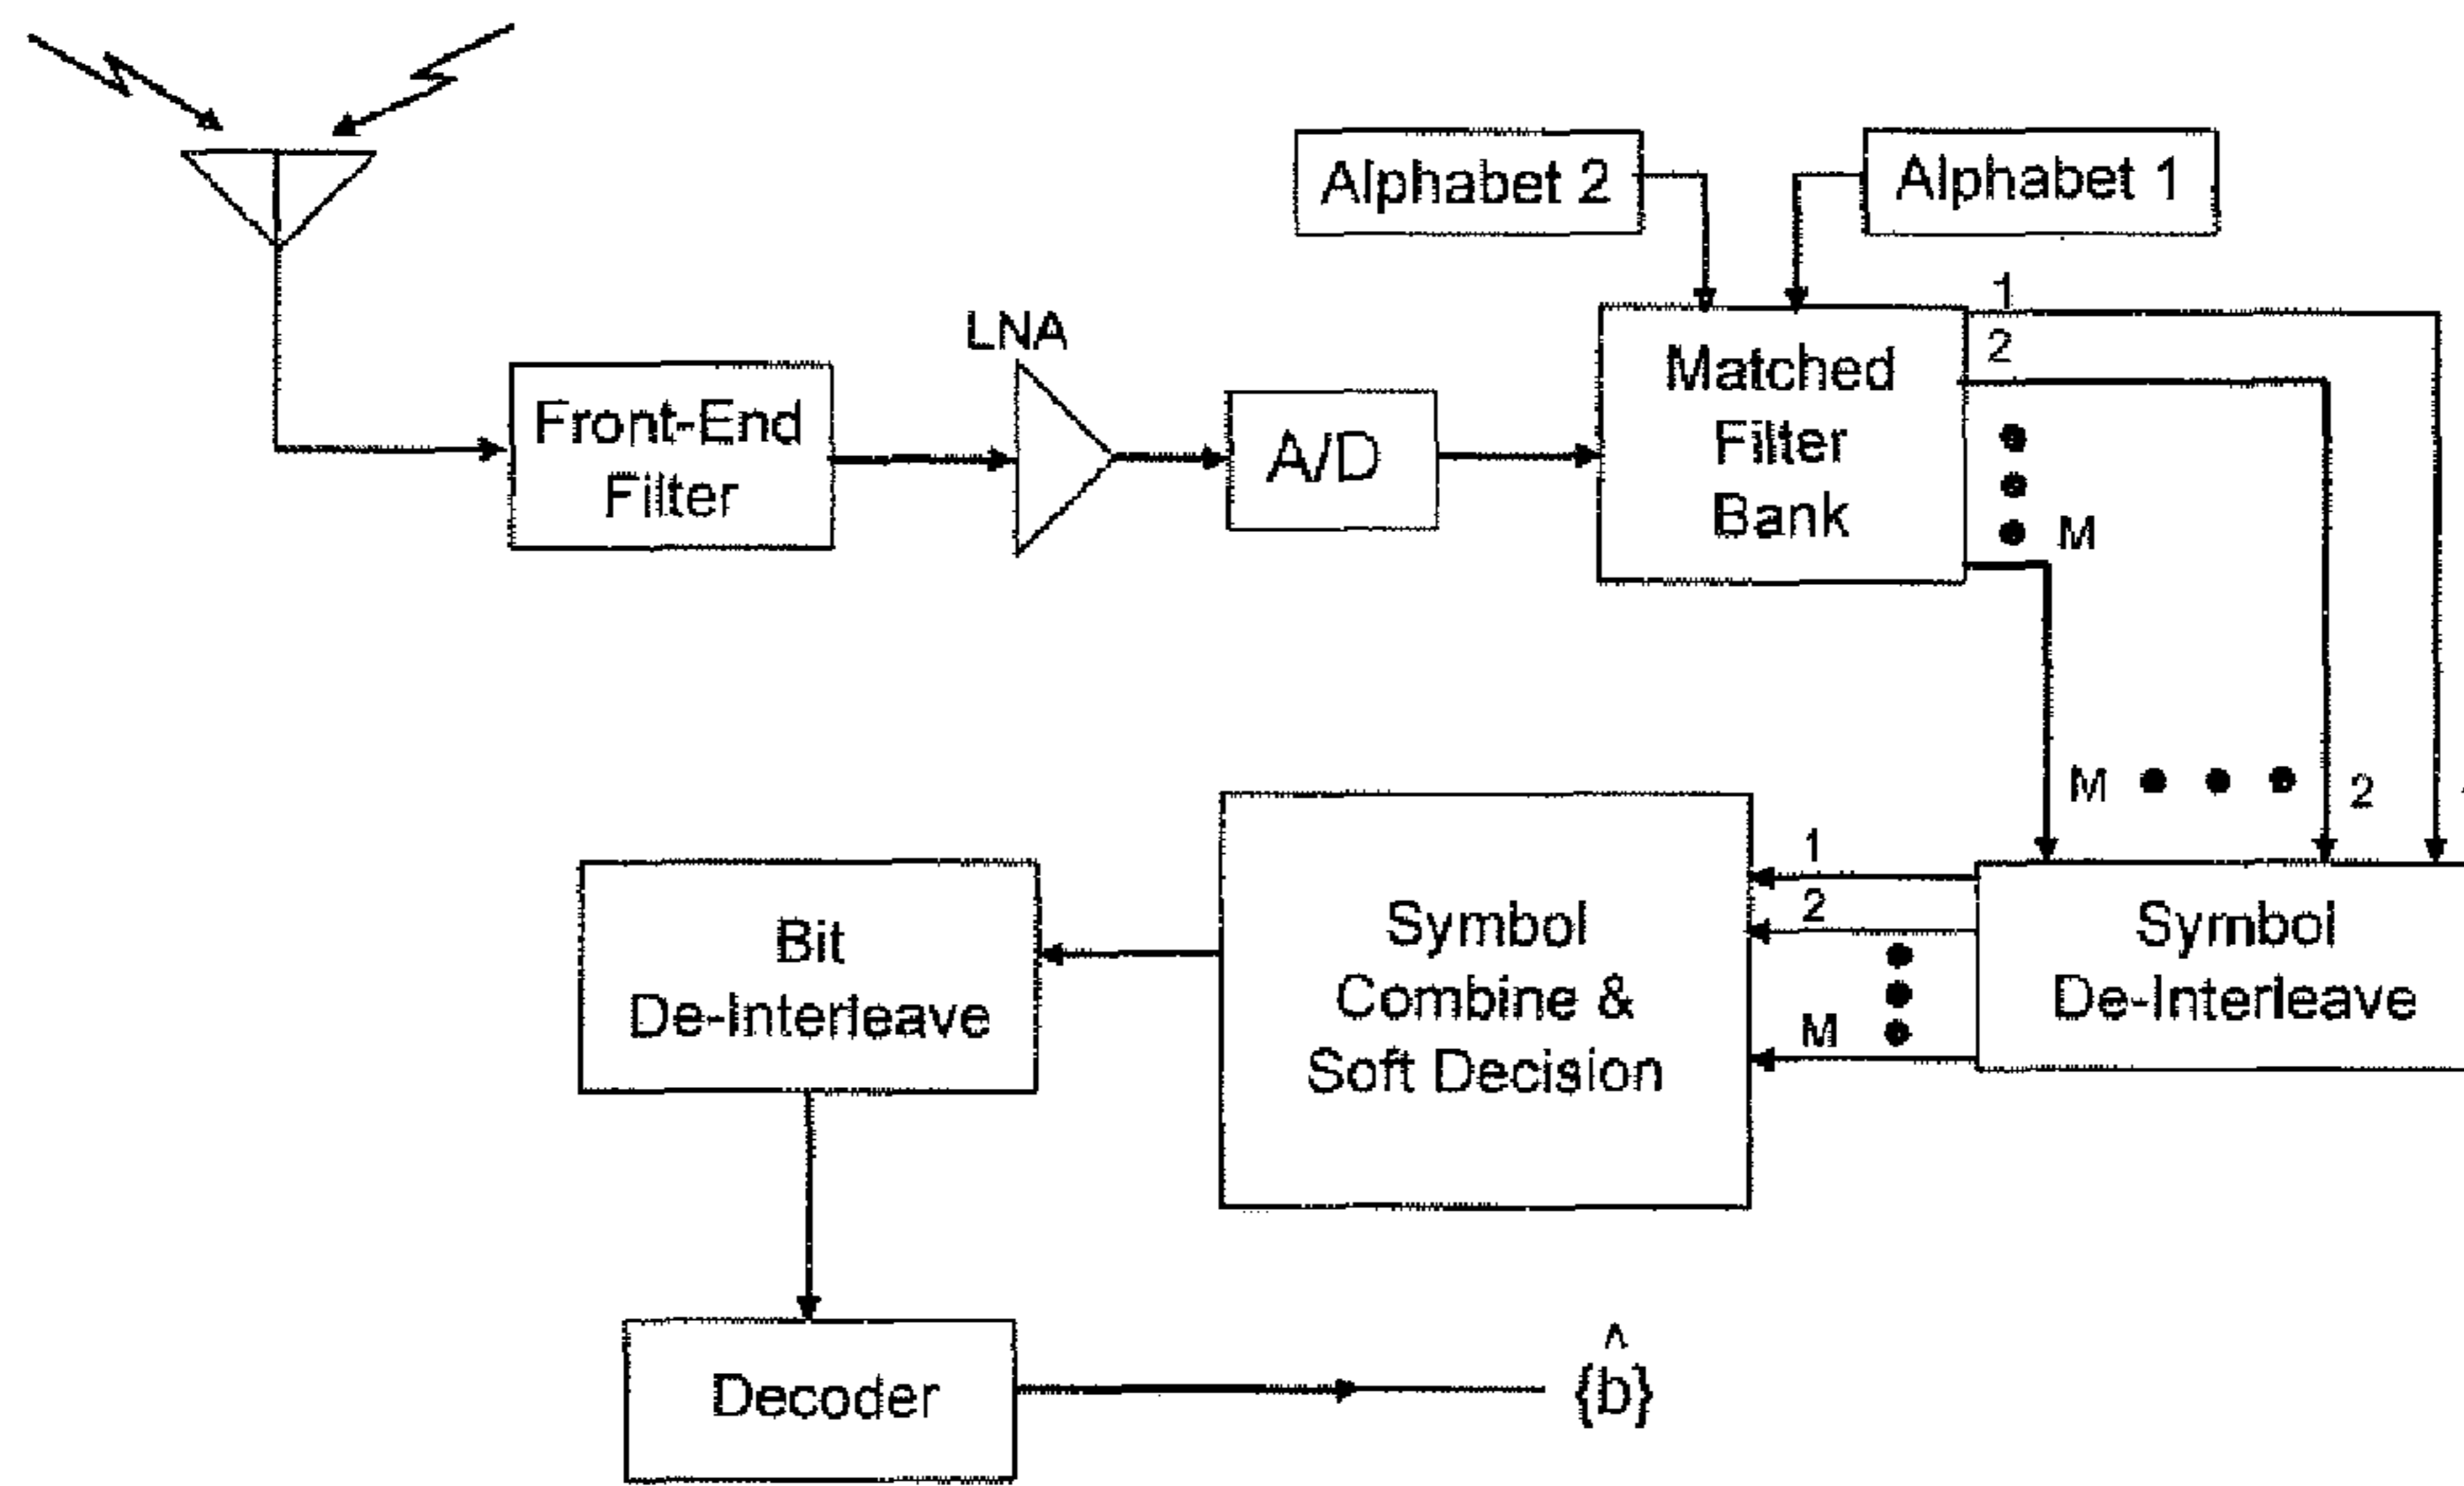 Alphabet 2
Alphabet 1
LNA
Front-End
Filter
A/D
Matched
Filter
Bank
1
2
M
M
2
1
2
M
Symbol
De-Interleave
Symbol
Combine &
Soft Decision
Bit
De-Interleave
Decoder
{b̂}